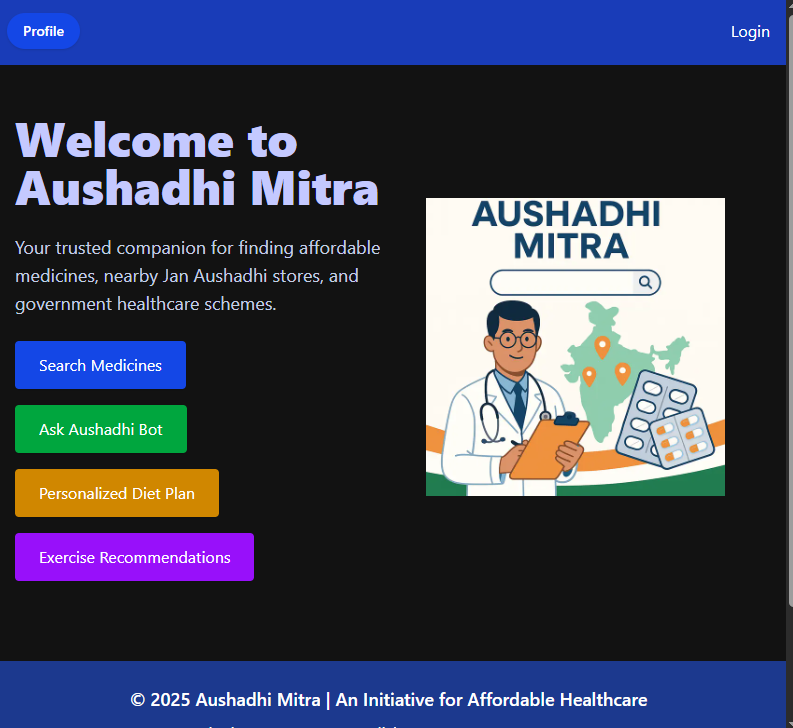 Profile
Login
Welcome to
Aushadhi Mitra
Your trusted companion for finding affordable
medicines, nearby Jan Aushadhi stores, and
government healthcare schemes.
Search Medicines
Ask Aushadhi Bot
Personalized Diet Plan
Exercise Recommendations
AUSHADHI
MITRA
© 2025 Aushadhi Mitra | An Initiative for Affordable Healthcare